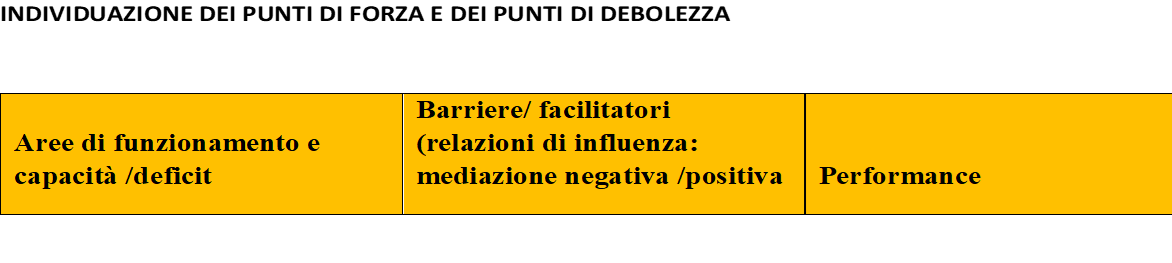 INDIVIDUAZIONE DEI PUNTI DI FORZA E DEI PUNTI DI DEBOLEZZA
Aree di funzionamento e
capacità /deficit
Barriere/ facilitatori
(relazioni di influenza:
mediazione negativa /positiva
Performance